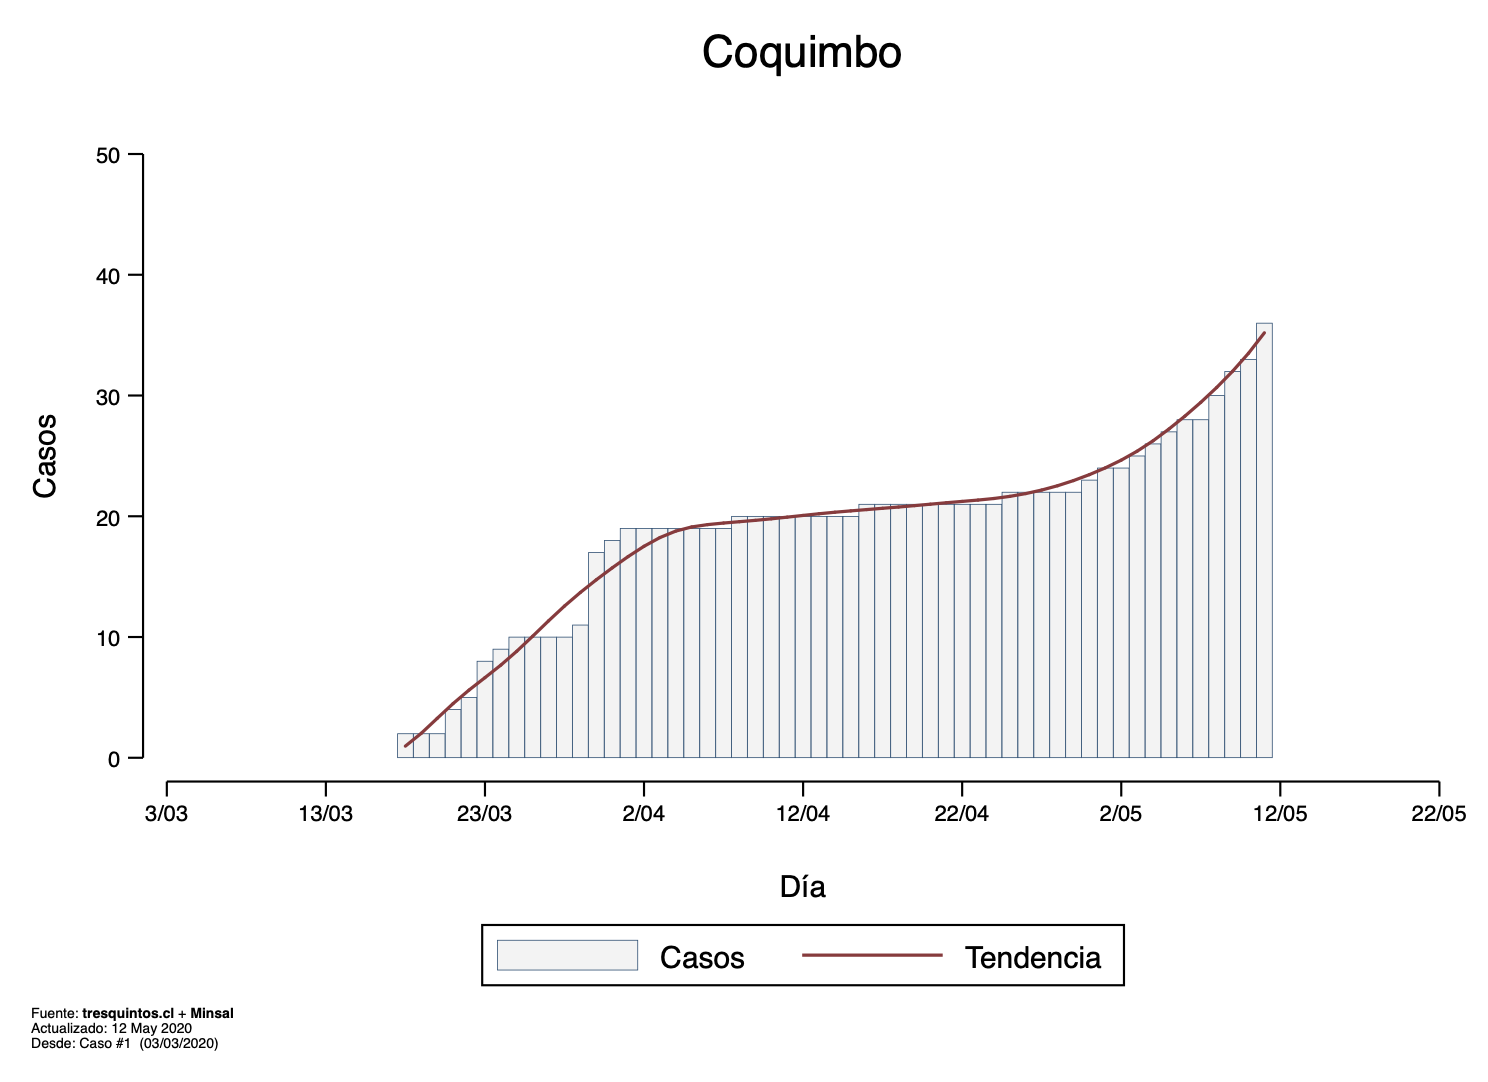 Coquimbo
50
40
30
20
10
0
Casos
3/03 13/03 23/03 2/04 12/04 22/04 2/05 12/05 22/05
Día
Casos Tendencia
Fuente: tresquintos.cl + Minsal
Actualizado: 12 May 2020
Desde: Caso #1 (03/03/2020)